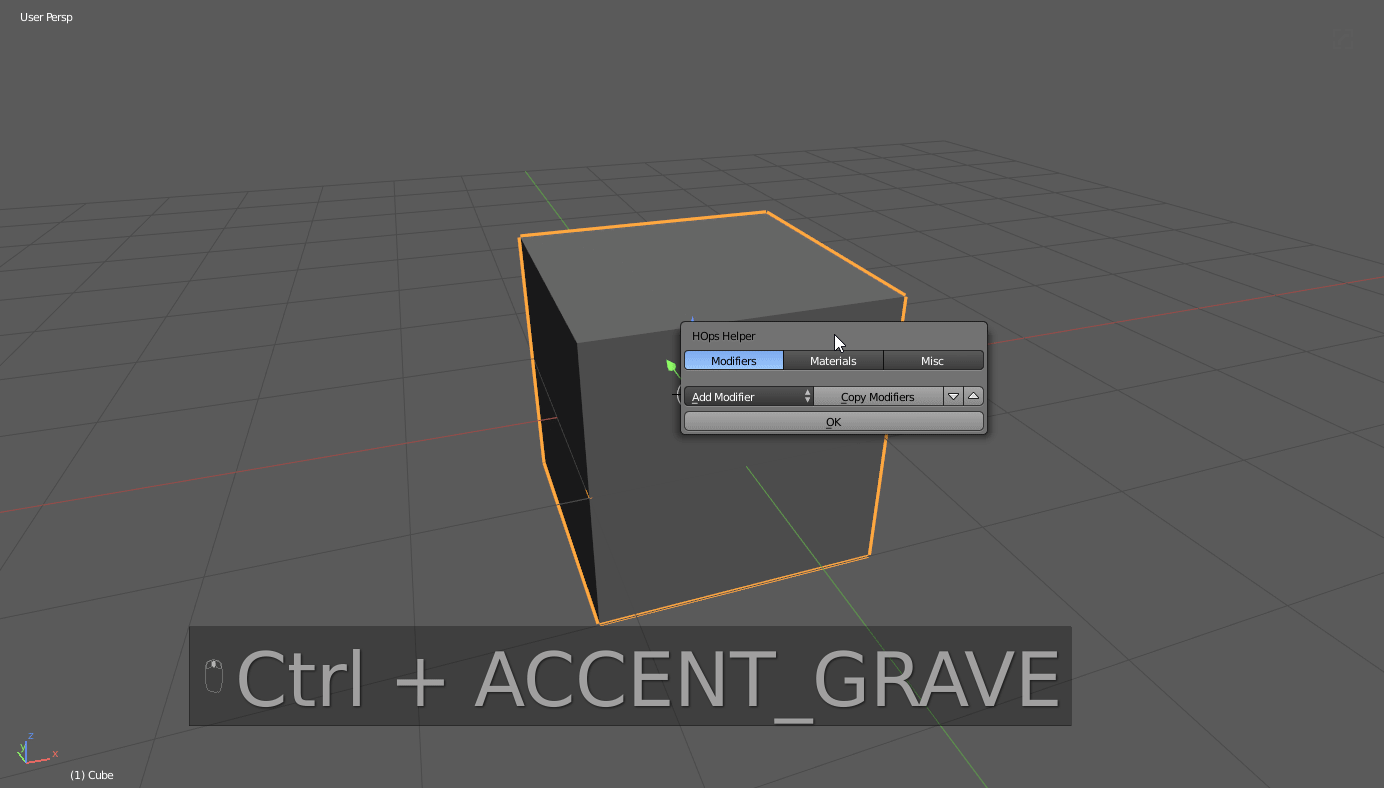 User Persp
HOps Helper
Modifiers Materials Misc
Add Modifier Copy Modifiers
OK
Ctrl + ACCENT_GRAVE
z
y x
(1) Cube